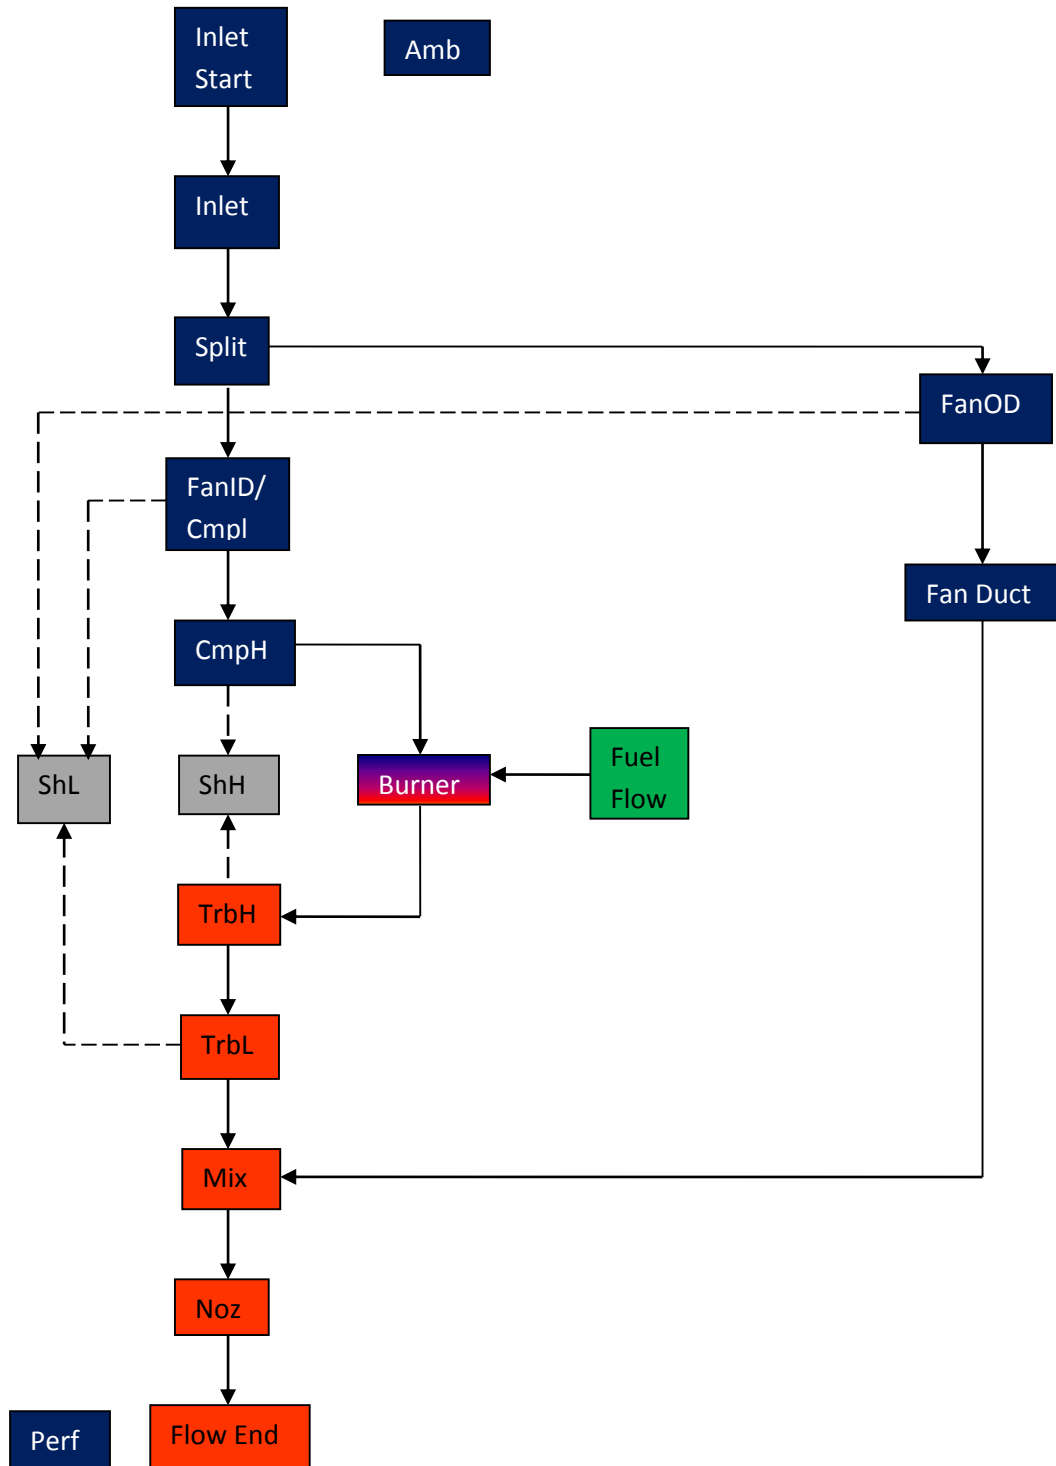 Inlet
Start
Amb
Inlet
Split
FanOD
FanID/
Cmpl
Fan Duct
CmpH
Fuel
Flow
ShL
ShH
Burner
TrbH
TrbL
Mix
Noz
Flow End
Perf